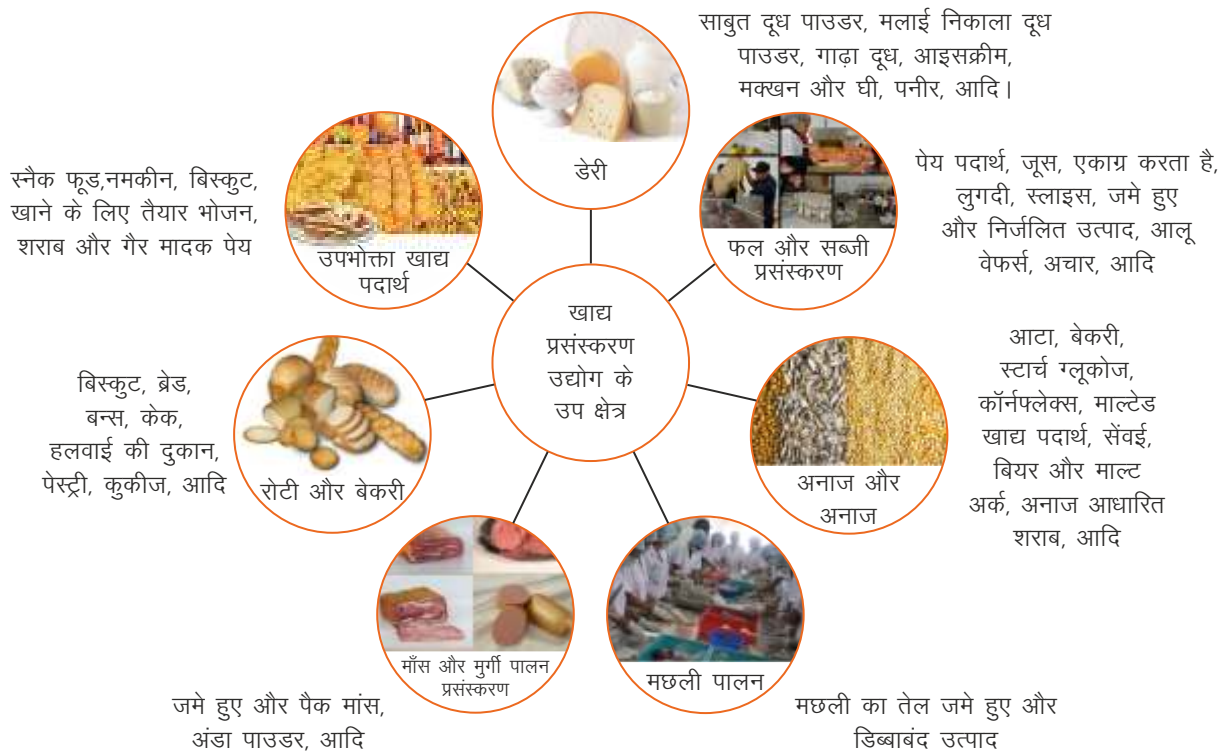 साबुत दूध पाउडर, मलाई निकाला दूध
पाउडर, गाढ़ा दूध, आइसक्रीम,
मक्खन और घी, पनीर, आदि।
डेरी
पेय पदार्थ, जूस, एकाग्र करता है,
लुगदी, स्लाइस, जमे हुए
और निर्जलित उत्पाद, आलू
वेफर्स, अचार, आदि
फल और सब्जी
प्रसंस्करण
आटा, बेकरी,
स्टार्च ग्लूकोज,
कॉर्नफ्लेक्स, माल्टेड
खाद्य पदार्थ, सेंवई,
बियर और माल्ट
अर्क, अनाज आधारित
शराब, आदि
अनाज और
अनाज
मछली पालन
मछली का तेल जमे हुए और
डिब्बाबंद उत्पाद
माँस और मुर्गी पालन
प्रसंस्करण
जमे हुए और पैक मांस,
अंडा पाउडर, आदि
रोटी और बेकरी
बिस्कुट, ब्रेड,
बन्स, केक,
हलवाई की दुकान,
पेस्ट्री, कुकीज, आदि
उपभोक्ता खाद्य
पदार्थ
स्नैक फूड,नमकीन, बिस्कुट,
खाने के लिए तैयार भोजन,
शराब और गैर मादक पेय
खाद्य
प्रसंस्करण
उद्योग के
उप क्षेत्र